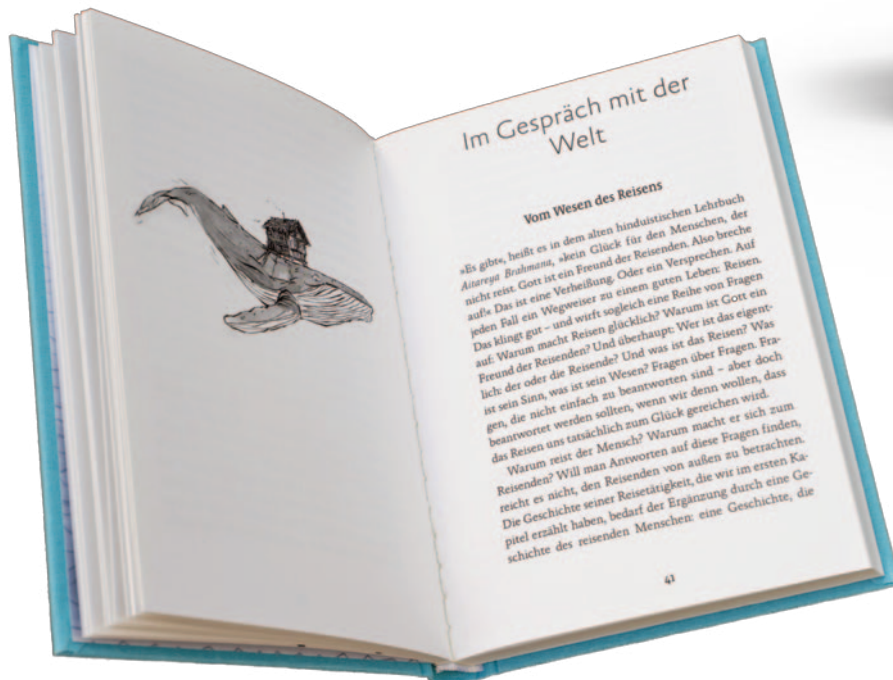 Im Gespräch mit der
Welt
Vom Wesen des Reisens
»Es gibt«, heißt es in dem alten hinduistischen Lehrbuch
Aitareya Brahmana, »kein Glück für den Menschen, der
nicht reist. Gott ist ein Freund der Reisenden. Also breche
auf!« Das ist eine Verheißung. Oder ein Versprechen. Auf
jeden Fall ein Wegweiser zu einem guten Leben: Reisen.
Das klingt gut – und wirft sogleich eine Reihe von Fragen
auf: Warum macht Reisen glücklich? Warum ist Gott ein
Freund der Reisenden? Und überhaupt: Wer ist das eigent-
lich: der oder die Reisende? Und was ist das Reisen? Was
ist sein Sinn, was ist sein Wesen? Fragen über Fragen. Fra-
gen, die nicht einfach zu beantworten sind – aber doch
beantwortet werden sollten, wenn wir denn wollen, dass
das Reisen uns tatsächlich zum Glück gereichen wird.
Warum reist der Mensch? Warum macht er sich zum
Reisenden? Will man Antworten auf diese Fragen finden,
reicht es nicht, den Reisenden von außen zu betrachten.
Die Geschichte seiner Reisetätigkeit, die wir im ersten Ka-
pitel erzählt haben, bedarf der Ergänzung durch eine Ge-
schichte des reisenden Menschen: eine Geschichte, die
41